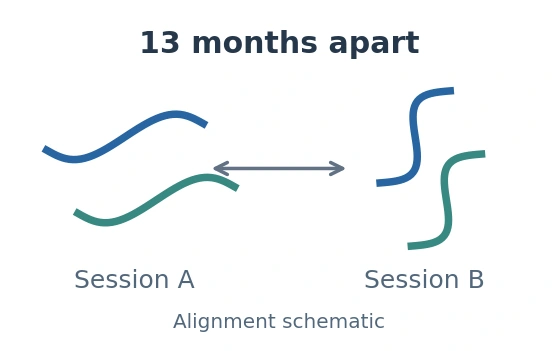 13 months apart
Session A
Session B
Alignment schematic